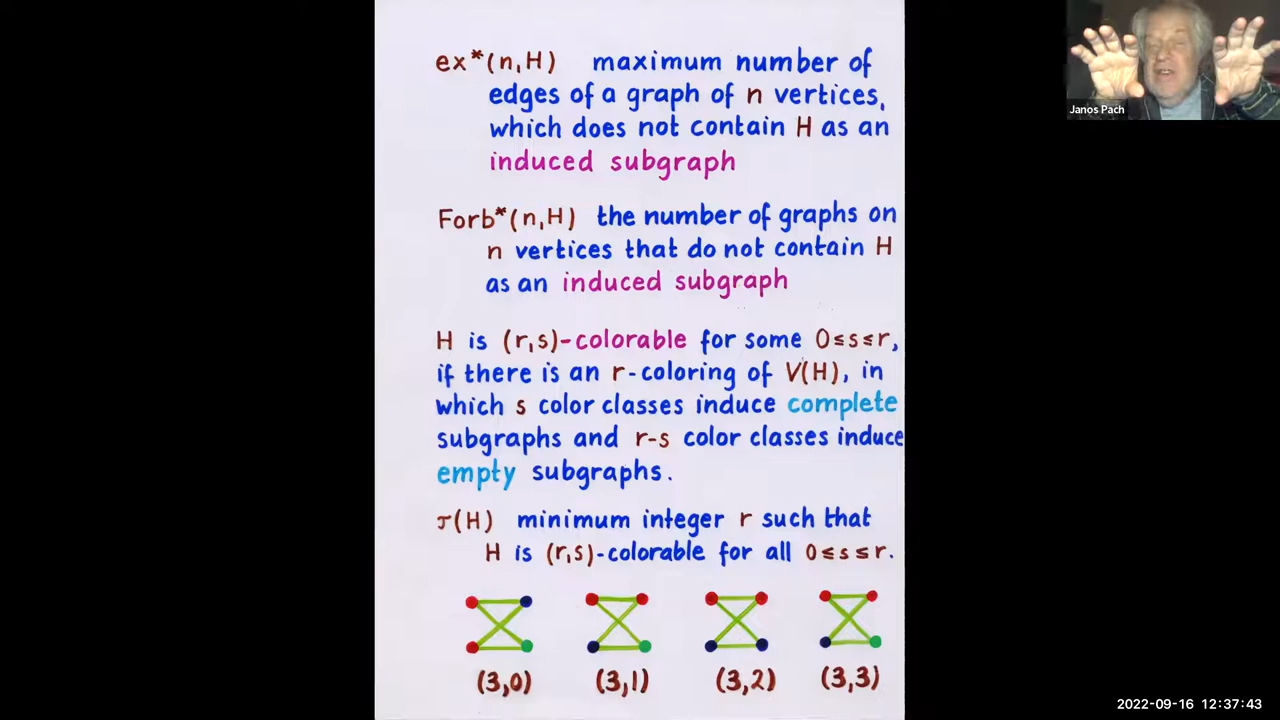 ex*(n,H) maximum number of
edges of a graph of n vertices,
which does not contain H as an
induced subgraph
Forb*(n,H) the number of graphs on
n vertices that do not contain H
as an induced subgraph
H is (r,s)-colorable for some 0≤s≤r,
if there is an r-coloring of V(H), in
which s color classes induce complete
subgraphs and r-s color classes induce
empty subgraphs.
τ(H) minimum integer r such that
H is (r,s)-colorable for all 0≤s≤r.
(3,0) (3,1) (3,2) (3,3)
Janos Pach
2022-09-16 12:37:43